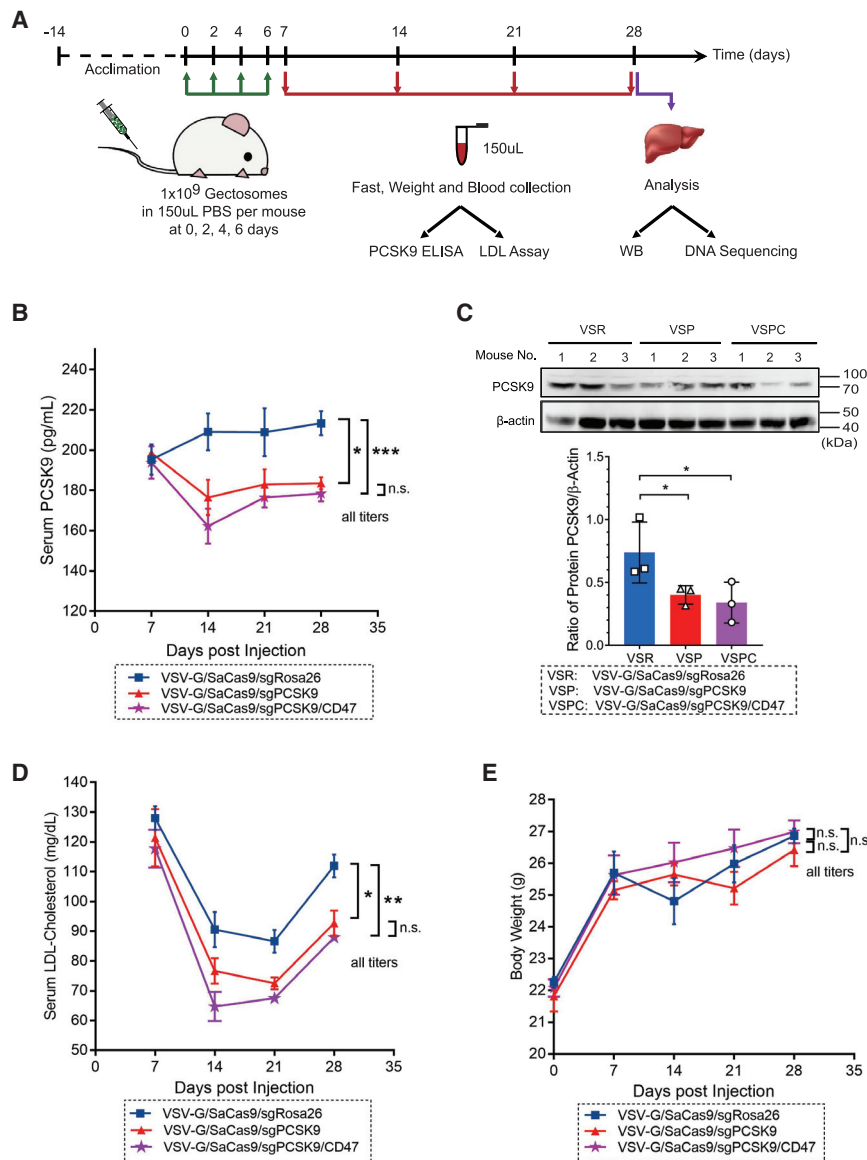 A
-14 0 2 4 6 7 14 21 28
Time (days)
Acclimation
150uL
1x10⁹ Gectosomes
in 150uL PBS per mouse
at 0, 2, 4, 6 days
Fast, Weight and Blood collection
PCSK9 ELISA LDL Assay
Analysis
WB DNA Sequencing
B
Serum PCSK9 (pg/mL)
240
220
200
180
160
140
120
0 7 14 21 28 35
Days post Injection
* ***
n.s.
all titers
VSV-G/SaCas9/sgRosa26
VSV-G/SaCas9/sgPCSK9
VSV-G/SaCas9/sgPCSK9/CD47
C
VSR VSP VSPC
Mouse No. 1 2 3 1 2 3 1 2 3
PCSK9
100
70
β-actin
50
40
(kDa)
Ratio of Protein PCSK9/β-Actin
1.5
1.0
0.5
0.0
*
*
VSR VSP VSPC
VSR: VSV-G/SaCas9/sgRosa26
VSP: VSV-G/SaCas9/sgPCSK9
VSPC: VSV-G/SaCas9/sgPCSK9/CD47
D
Serum LDL-Cholesterol (mg/dL)
130
120
110
100
90
80
70
60
50
0 7 14 21 28 35
Days post Injection
* **
n.s.
all titers
VSV-G/SaCas9/sgRosa26
VSV-G/SaCas9/sgPCSK9
VSV-G/SaCas9/sgPCSK9/CD47
E
Body Weight (g)
28
27
26
25
24
23
22
21
20
0 7 14 21 28 35
Days post Injection
n.s.
n.s.
n.s
all titers
VSV-G/SaCas9/sgRosa26
VSV-G/SaCas9/sgPCSK9
VSV-G/SaCas9/sgPCSK9/CD47